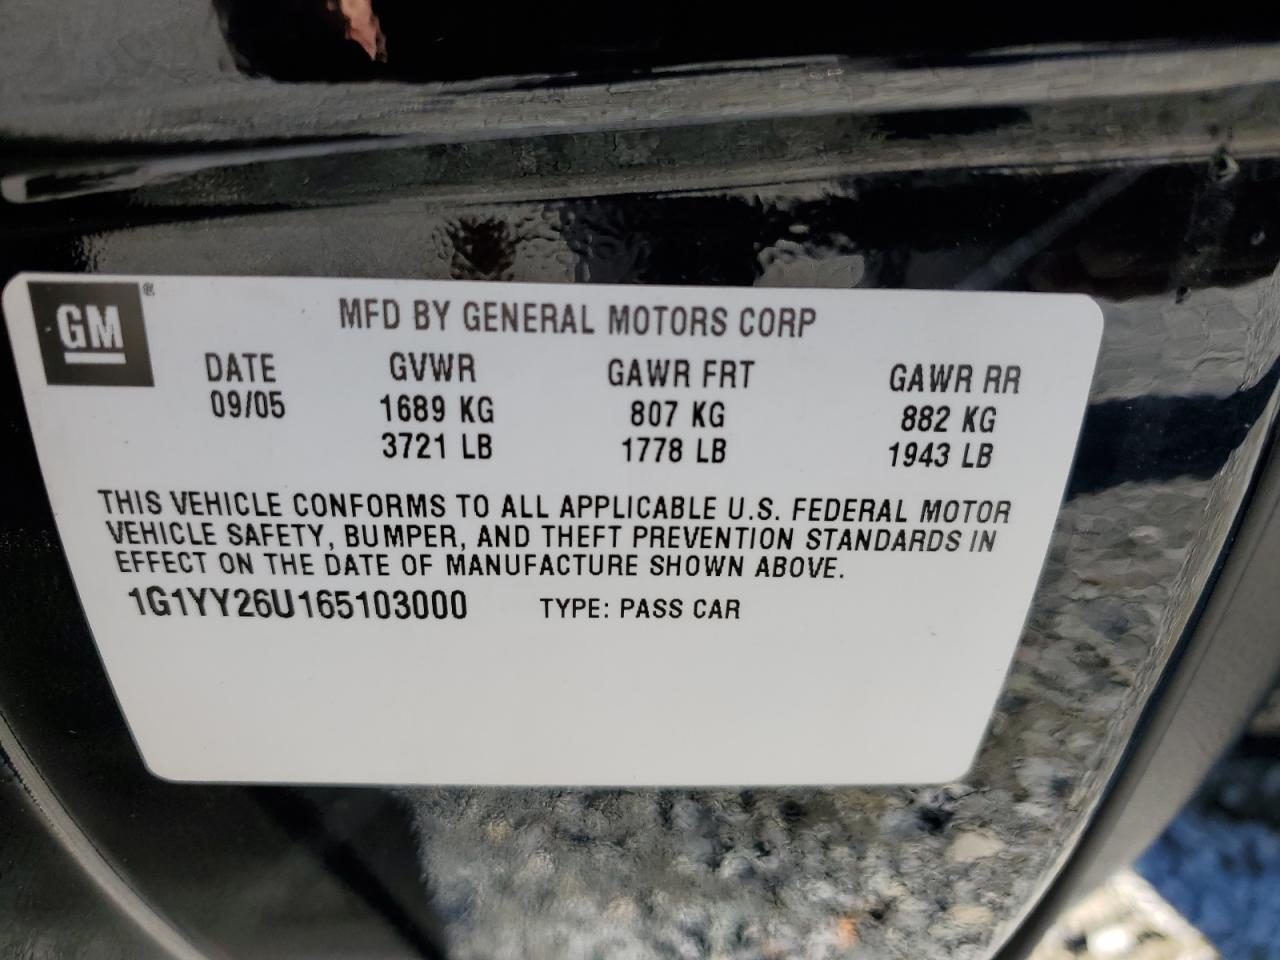 GM
MFD BY GENERAL MOTORS CORP
DATE GVWR GAWR FRT GAWR RR
09/05 1689 KG 807 KG 882 KG
3721 LB 1778 LB 1943 LB
THIS VEHICLE CONFORMS TO ALL APPLICABLE U.S. FEDERAL MOTOR
VEHICLE SAFETY, BUMPER, AND THEFT PREVENTION STANDARDS IN
EFFECT ON THE DATE OF MANUFACTURE SHOWN ABOVE.
1G1YY26U165103000 TYPE: PASS CAR